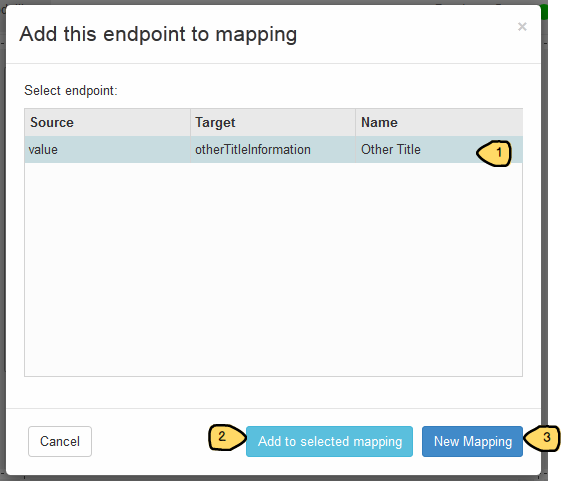 Add this endpoint to mapping ×
Select endpoint:
Source Target Name
value otherTitleInformation Other Title 1
Cancel 2 Add to selected mapping New Mapping 3